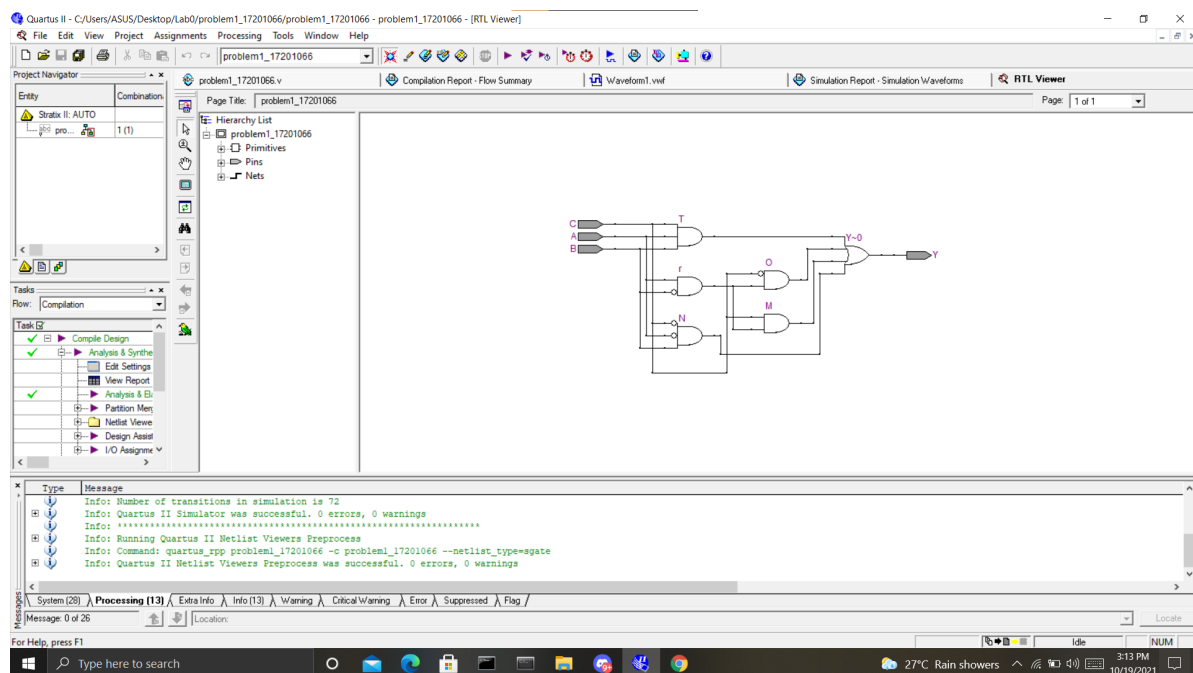 Quartus II - C:/Users/ASUS/Desktop/Lab0/problem1_17201066/problem1_17201066 - problem1_17201066 - [RTL Viewer]
File Edit View Project Assignments Processing Tools Window Help
problem1_17201066
Project Navigator
problem1_17201066.v
Compilation Report - Flow Summary
Waveform1.vwf
Simulation Report - Simulation Waveforms
RTL Viewer
Entity
Combination
Stratix II: AUTO
pro...
1 (1)
Page Title: problem1_17201066
Page: 1 of 1
Hierarchy List
problem1_17201066
Primitives
Pins
Nets
C
A
B
T
r
N
O
M
Y~0
Y
Tasks
Flow: Compilation
Task
Compile Design
Analysis & Synthe
Edit Settings
View Report
Analysis & El
Partition Merg
Netlist Viewe
Design Assist
I/O Assignme
Type Message
Info: Number of transitions in simulation is 72
Info: Quartus II Simulator was successful. 0 errors, 0 warnings
Info: *******************************************************************
Info: Running Quartus II Netlist Viewers Preprocess
Info: Command: quartus_rpp problem1_17201066 -c problem1_17201066 --netlist_type=sgate
Info: Quartus II Netlist Viewers Preprocess was successful. 0 errors, 0 warnings
Messages
System (28) Processing (13) Extra Info Info (13) Warning Critical Warning Error Suppressed Flag
Message: 0 of 26
Location:
Locate
For Help, press F1
Idle
NUM
Type here to search
27°C Rain showers
3:13 PM
10/19/2021